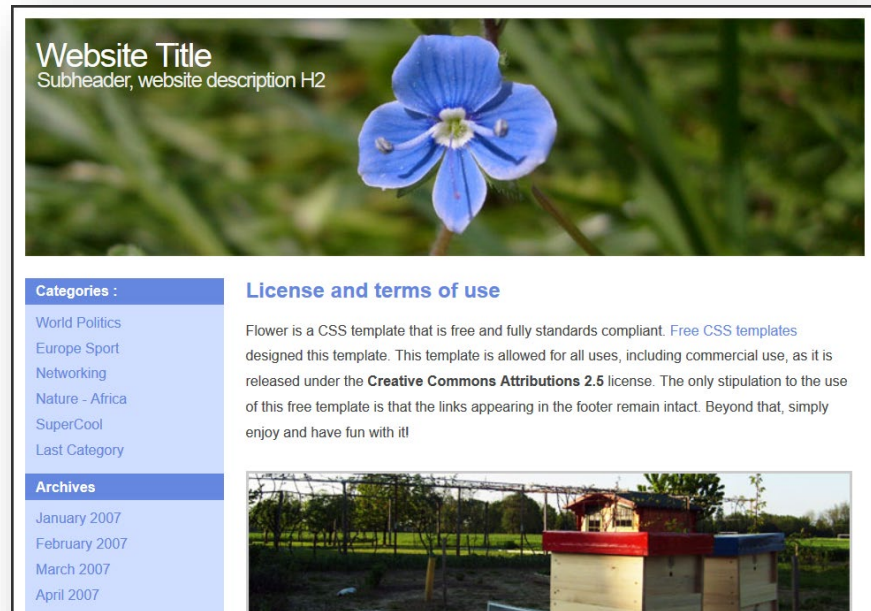 Website Title
Subheader, website description H2
Categories :
World Politics
Europe Sport
Networking
Nature - Africa
SuperCool
Last Category
Archives
January 2007
February 2007
March 2007
April 2007
License and terms of use
Flower is a CSS template that is free and fully standards compliant. Free CSS templates
designed this template. This template is allowed for all uses, including commercial use, as it is
released under the Creative Commons Attributions 2.5 license. The only stipulation to the use
of this free template is that the links appearing in the footer remain intact. Beyond that, simply
enjoy and have fun with it!